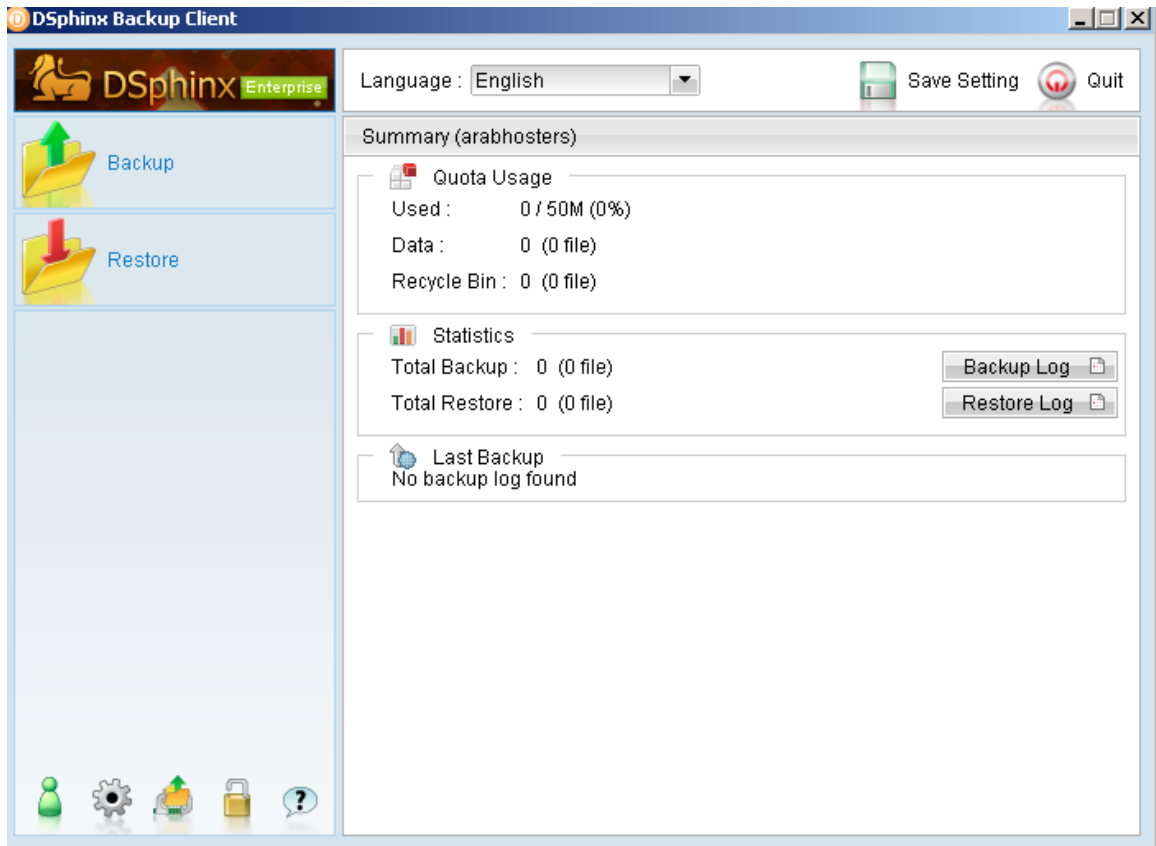 DSphinx Backup Client
DSphinx Enterprise
Language : English
Save Setting
Quit
Backup
Restore
Summary (arabhosters)
Quota Usage
Used : 0 / 50M (0%)
Data : 0 (0 file)
Recycle Bin : 0 (0 file)
Statistics
Total Backup : 0 (0 file)
Backup Log
Total Restore : 0 (0 file)
Restore Log
Last Backup
No backup log found